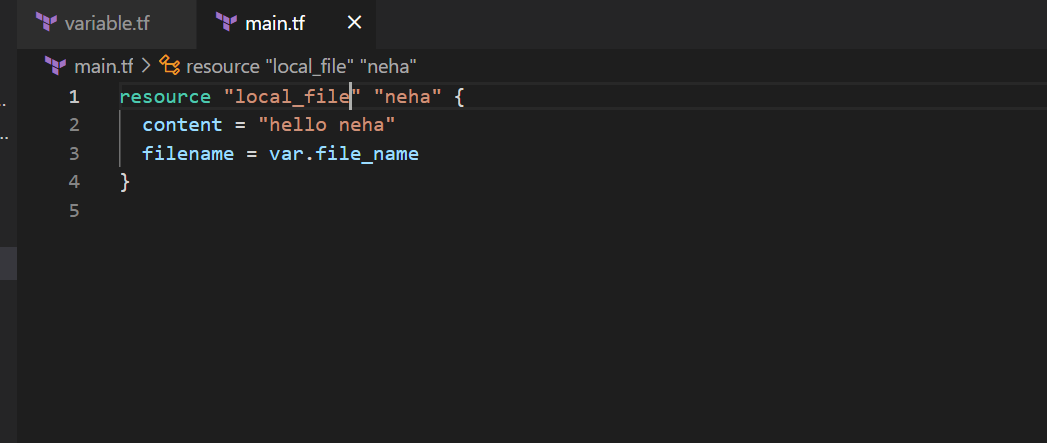 variable.tf main.tf ×
main.tf > resource "local_file" "neha"
1 resource "local_file" "neha" {
2   content = "hello neha"
3   filename = var.file_name
4 }
5